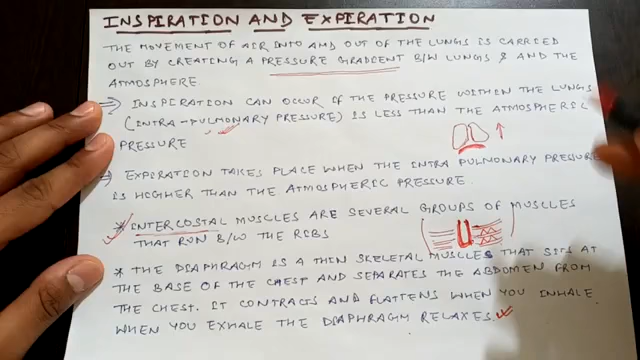 INSPIRATION AND EXPIRATION
THE MOVEMENT OF AIR INTO AND OUT OF THE LUNGS IS CARRIED
OUT BY CREATING A PRESSURE GRADIENT B/W LUNGS & AND THE
ATMOSPHERE.
⇒ INSPIRATION CAN OCCUR IF THE PRESSURE WITHIN THE LUNGS
(INTRA-PULMONARY PRESSURE) IS LESS THAN THE ATMOSPHERIC
PRESSURE
⇒ EXPIRATION TAKES PLACE WHEN THE INTRA PULMONARY PRESSURE
IS HIGHER THAN THE ATMOSPHERIC PRESSURE.
* INTERCOSTAL MUSCLES ARE SEVERAL GROUPS OF MUSCLES
THAT RUN B/W THE RIBS
* THE DIAPHRAGM IS A THIN SKELETAL MUSCLES THAT SITS AT
THE BASE OF THE CHEST AND SEPARATES THE ABDOMEN FROM
THE CHEST. IT CONTRACTS AND FLATTENS WHEN YOU INHALE.
WHEN YOU EXHALE THE DIAPHRAGM RELAXES.